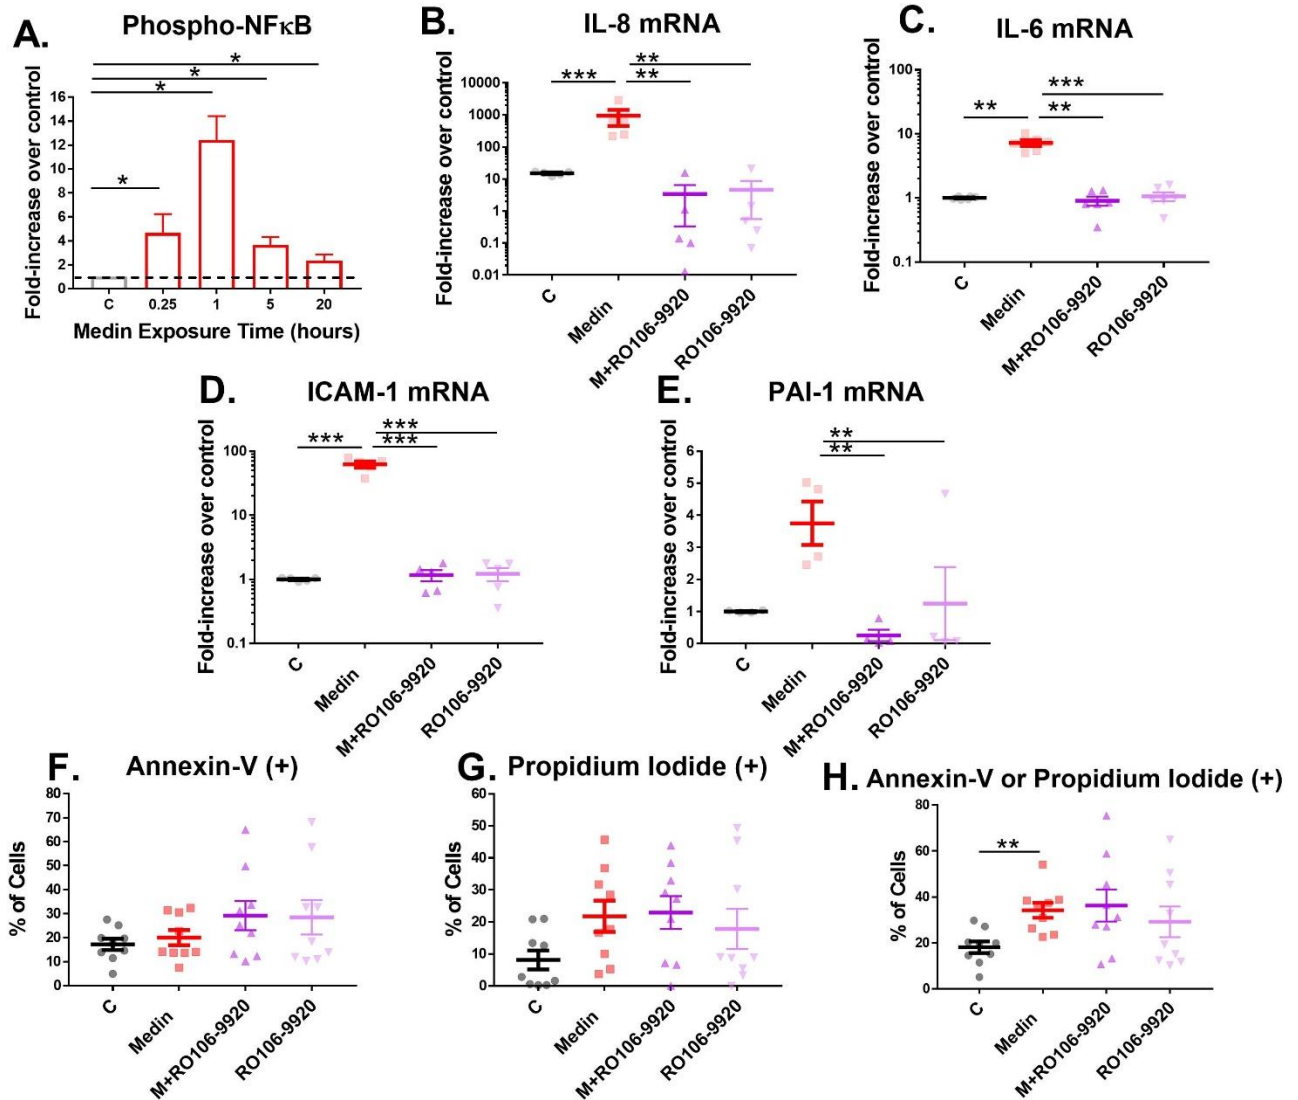 A. Phospho-NFκB
Fold-increase over control
16
14
12
10
8
6
4
2
0
* * * *
C 0.25 1 5 20
Medin Exposure Time (hours)
B. IL-8 mRNA
Fold-increase over control
10000
1000
100
10
1
0.1
0.01
*** ** **
C Medin M+RO106-9920 RO106-9920
C. IL-6 mRNA
Fold-increase over control
100
10
1
0.1
** *** **
C Medin M+RO106-9920 RO106-9920
D. ICAM-1 mRNA
Fold-increase over control
100
10
1
0.1
*** *** ***
C Medin M+RO106-9920 RO106-9920
E. PAI-1 mRNA
Fold-increase over control
6
5
4
3
2
1
0
** **
C Medin M+RO106-9920 RO106-9920
F. Annexin-V (+)
% of Cells
80
70
60
50
40
30
20
10
0
C Medin M+RO106-9920 RO106-9920
G. Propidium Iodide (+)
% of Cells
60
50
40
30
20
10
0
C Medin M+RO106-9920 RO106-9920
H. Annexin-V or Propidium Iodide (+)
% of Cells
80
60
40
20
0
**
C Medin M+RO106-9920 RO106-9920